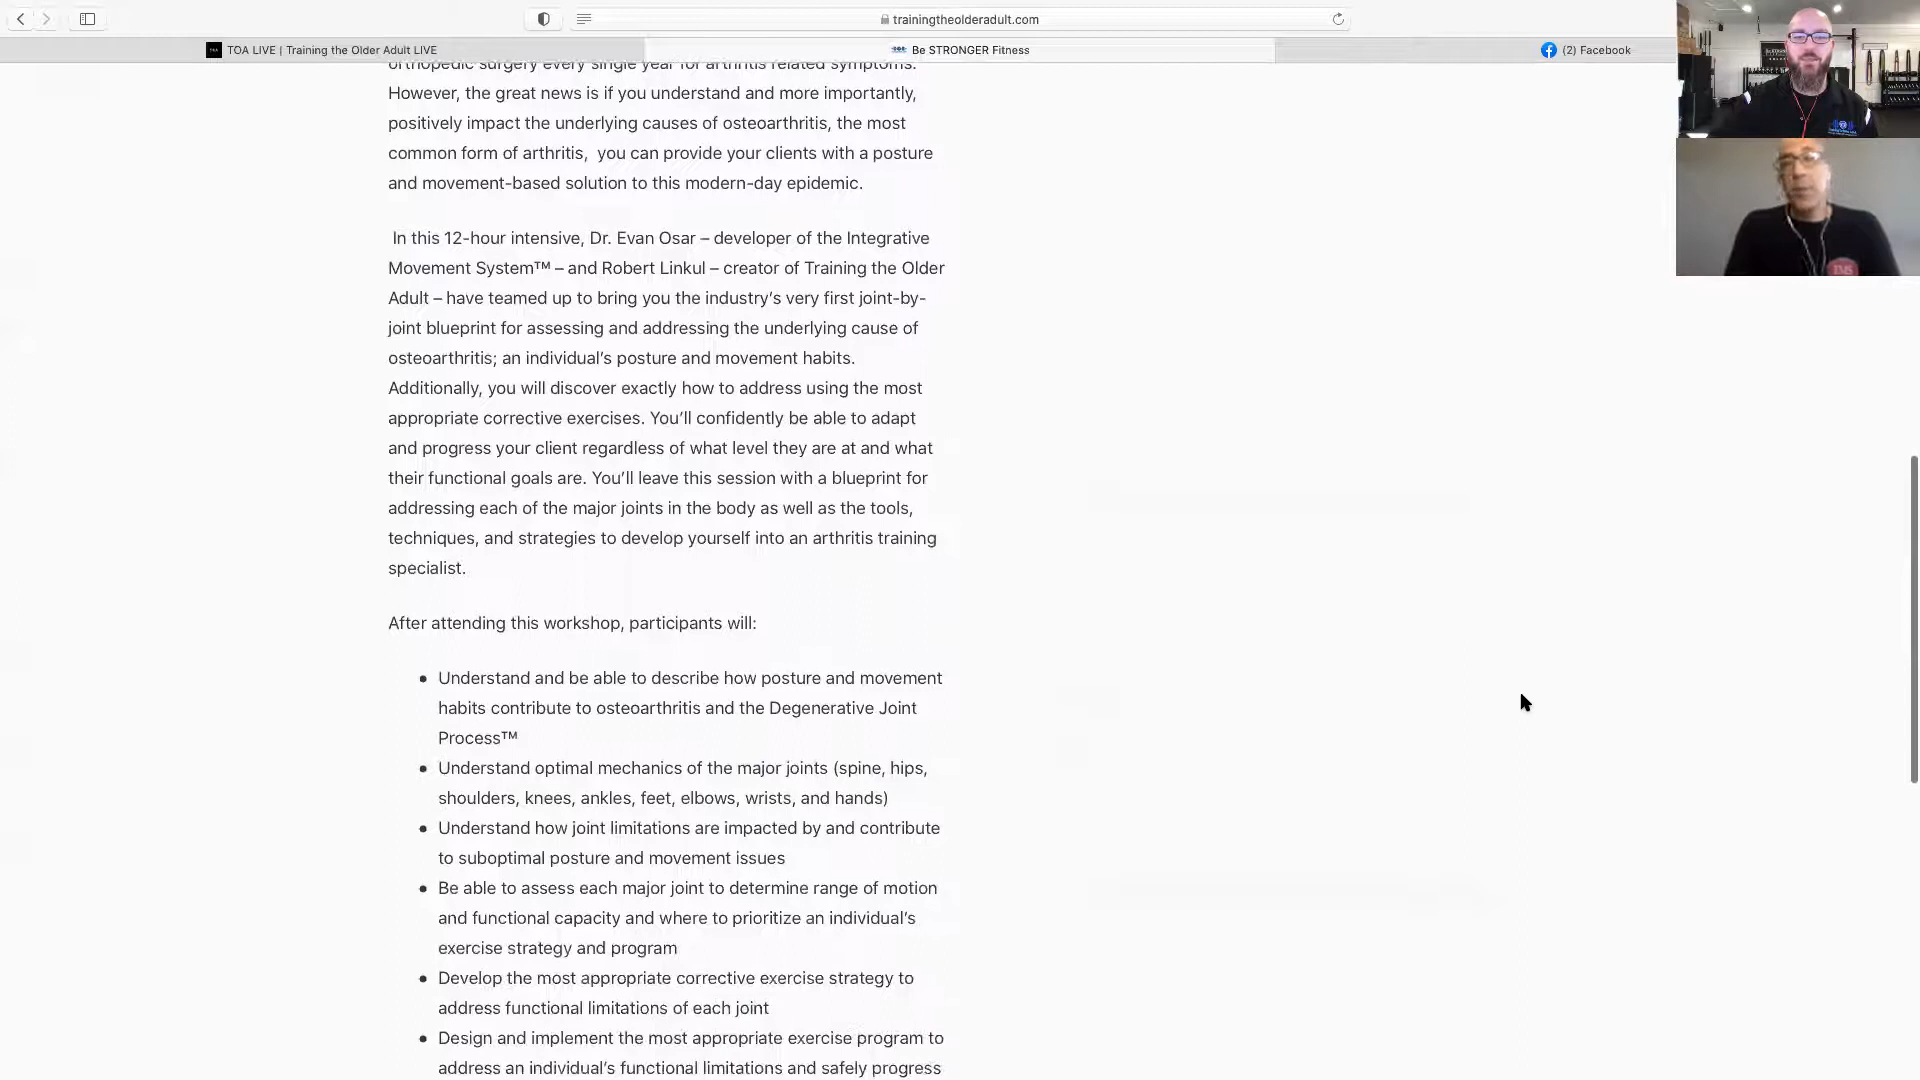 trainingtheolderadult.com
TOA LIVE | Training the Older Adult LIVE
Be STRONGER Fitness
(2) Facebook
orthopedic surgery every single year for arthritis related symptoms.
However, the great news is if you understand and more importantly,
positively impact the underlying causes of osteoarthritis, the most
common form of arthritis,  you can provide your clients with a posture
and movement-based solution to this modern-day epidemic.
In this 12-hour intensive, Dr. Evan Osar – developer of the Integrative
Movement System™ – and Robert Linkul – creator of Training the Older
Adult – have teamed up to bring you the industry’s very first joint-by-
joint blueprint for assessing and addressing the underlying cause of
osteoarthritis; an individual’s posture and movement habits.
Additionally, you will discover exactly how to address using the most
appropriate corrective exercises. You’ll confidently be able to adapt
and progress your client regardless of what level they are at and what
their functional goals are. You’ll leave this session with a blueprint for
addressing each of the major joints in the body as well as the tools,
techniques, and strategies to develop yourself into an arthritis training
specialist.
After attending this workshop, participants will:
• Understand and be able to describe how posture and movement
habits contribute to osteoarthritis and the Degenerative Joint
Process™
• Understand optimal mechanics of the major joints (spine, hips,
shoulders, knees, ankles, feet, elbows, wrists, and hands)
• Understand how joint limitations are impacted by and contribute
to suboptimal posture and movement issues
• Be able to assess each major joint to determine range of motion
and functional capacity and where to prioritize an individual’s
exercise strategy and program
• Develop the most appropriate corrective exercise strategy to
address functional limitations of each joint
• Design and implement the most appropriate exercise program to
address an individual’s functional limitations and safely progress
IMS